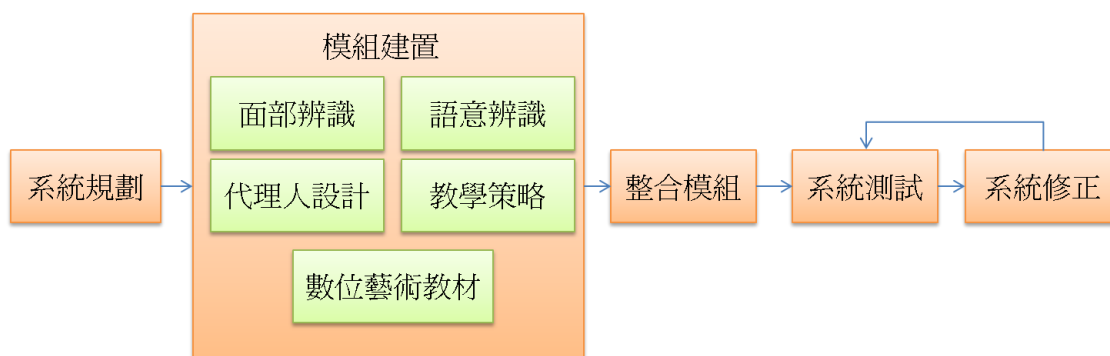 模組建置
面部辨識
語意辨識
系統規劃
代理人設計
教學策略
整合模組
系統測試
系統修正
數位藝術教材